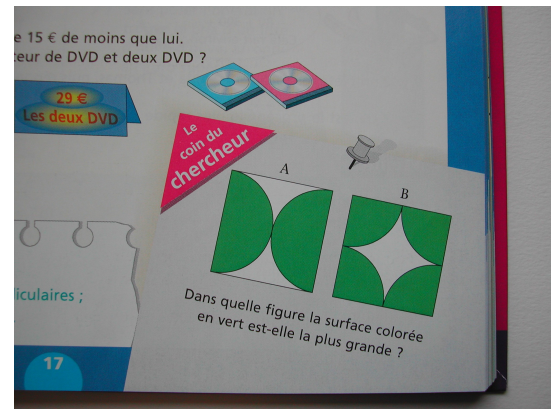 e 15 € de moins que lui.
teur de DVD et deux DVD ?
29 €
Les deux DVD
Le
coin du
chercheur
A
B
Dans quelle figure la surface colorée
en vert est-elle la plus grande ?
iculaires ;
17